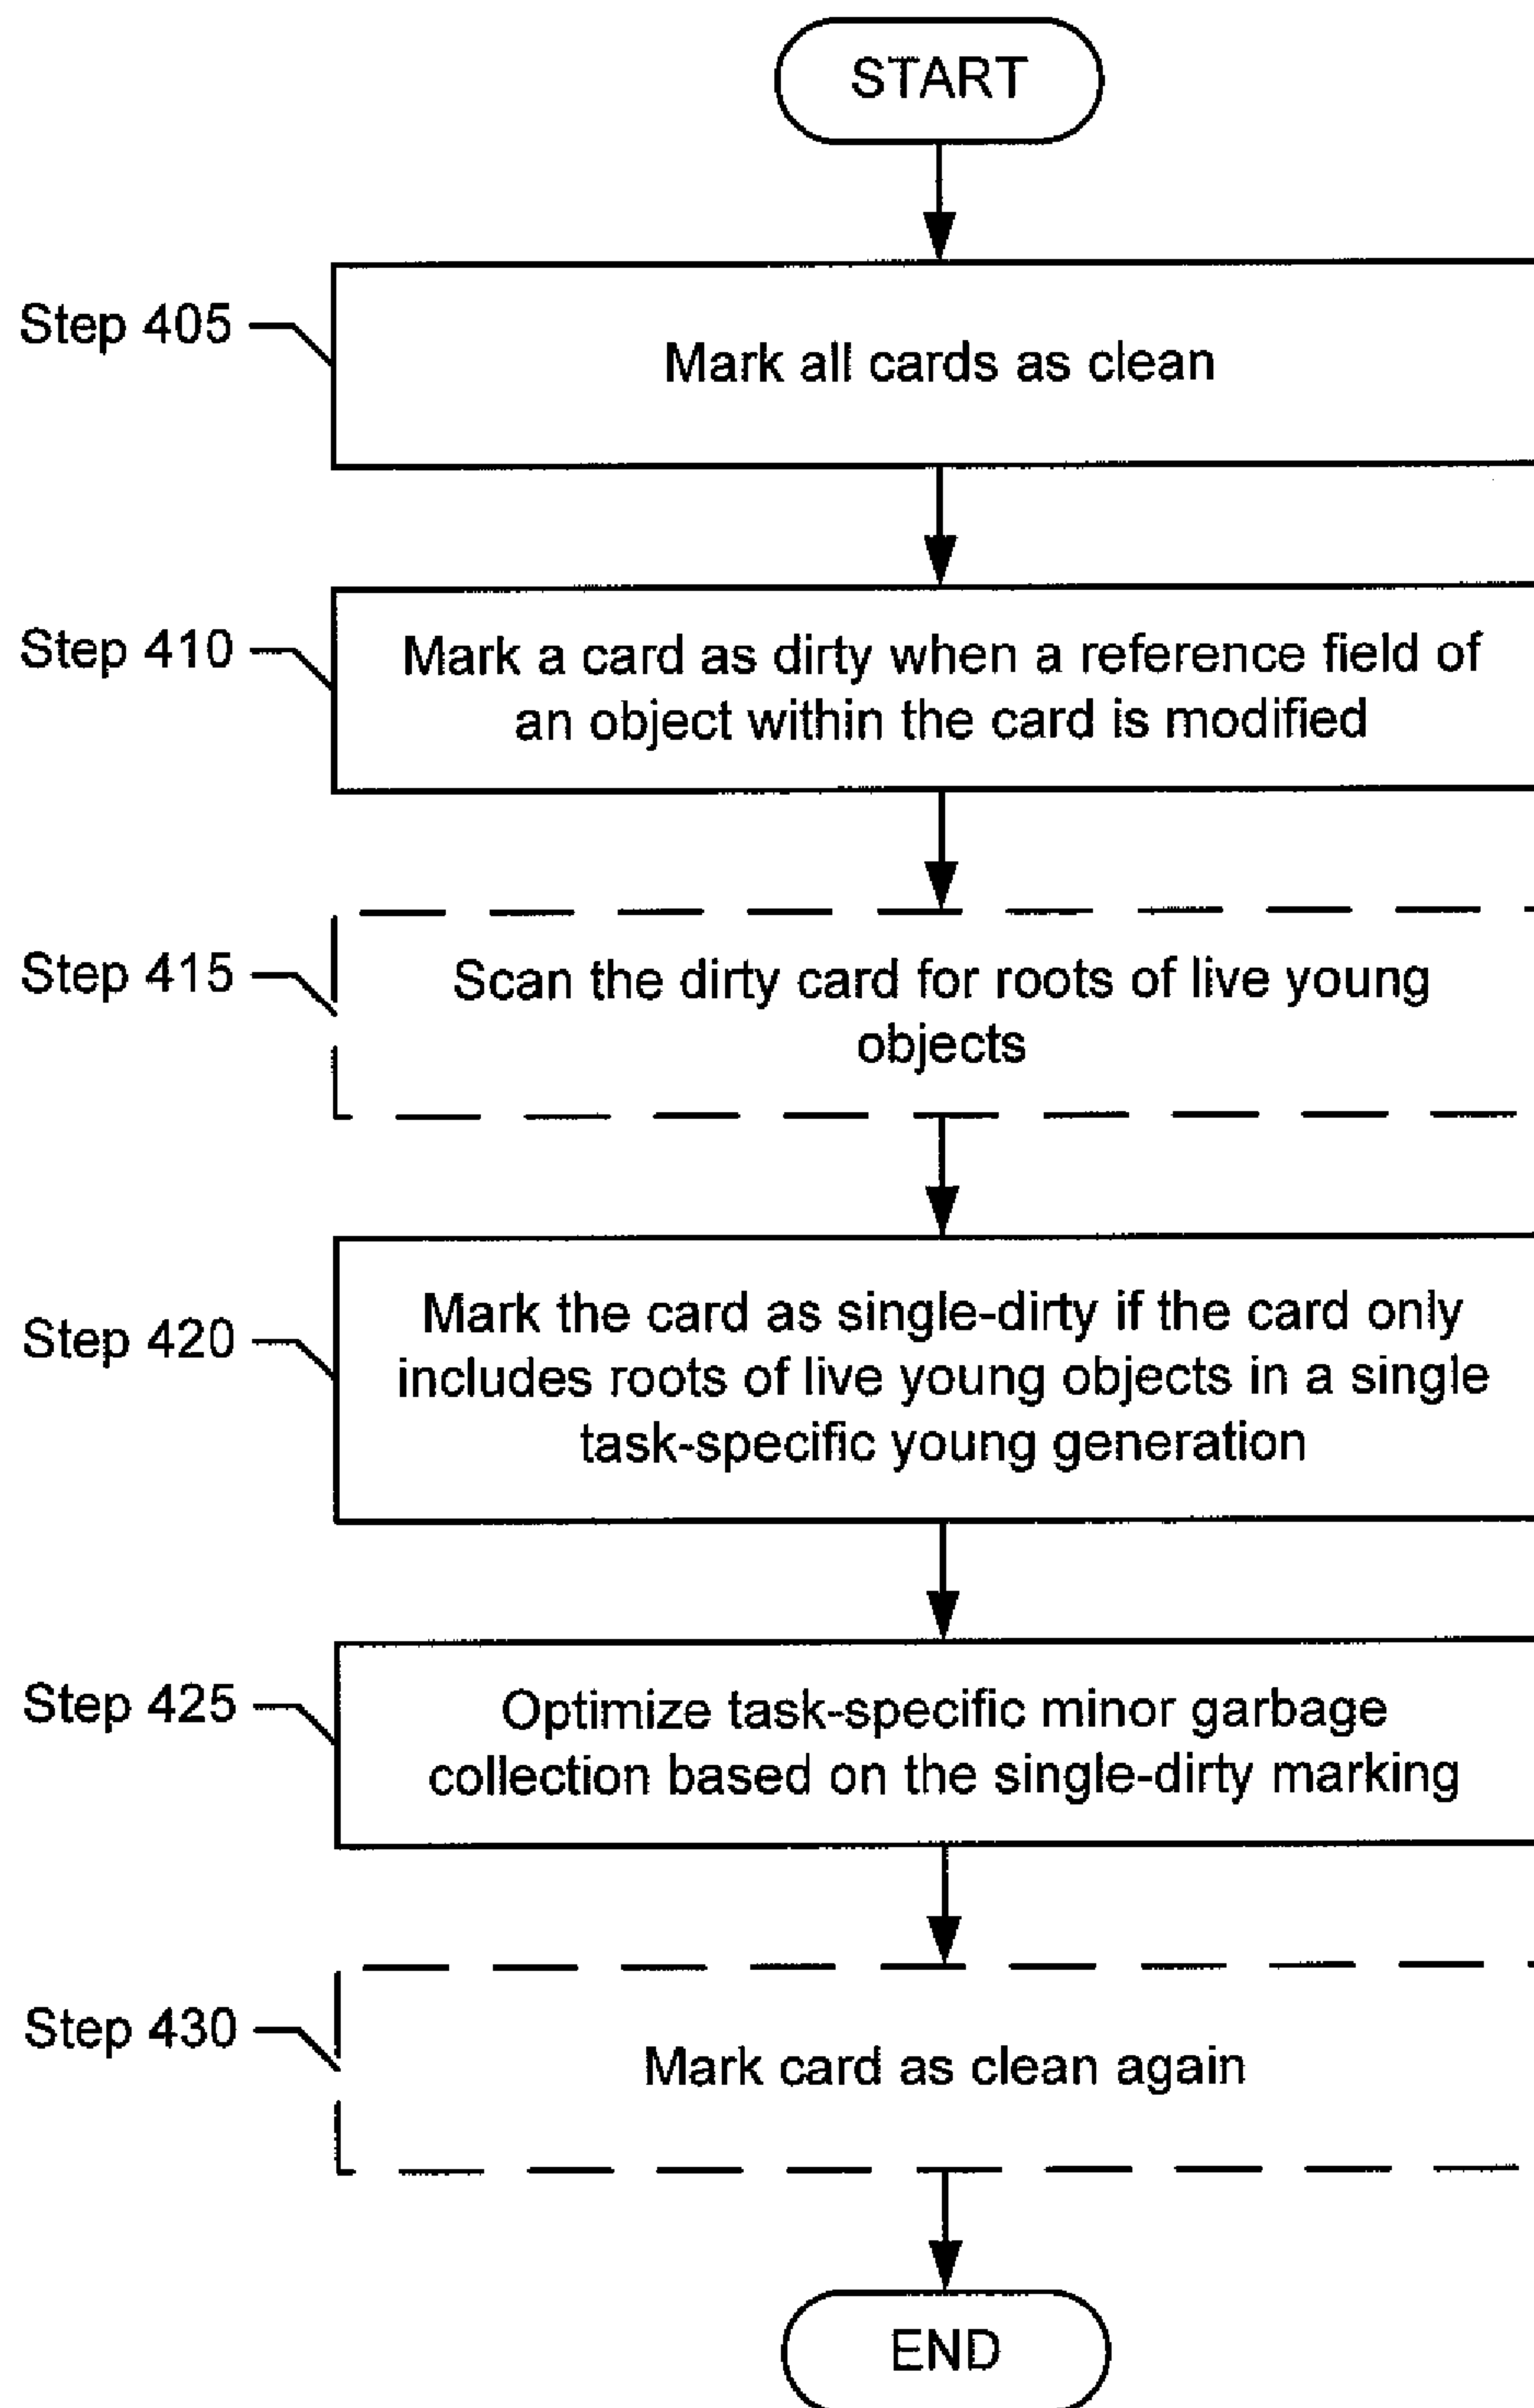 START
Step 405
Mark all cards as clean
Step 410
Mark a card as dirty when a reference field of
an object within the card is modified
Step 415
Scan the dirty card for roots of live young
objects
Step 420
Mark the card as single-dirty if the card only
includes roots of live young objects in a single
task-specific young generation
Step 425
Optimize task-specific minor garbage
collection based on the single-dirty marking
Step 430
Mark card as clean again
END